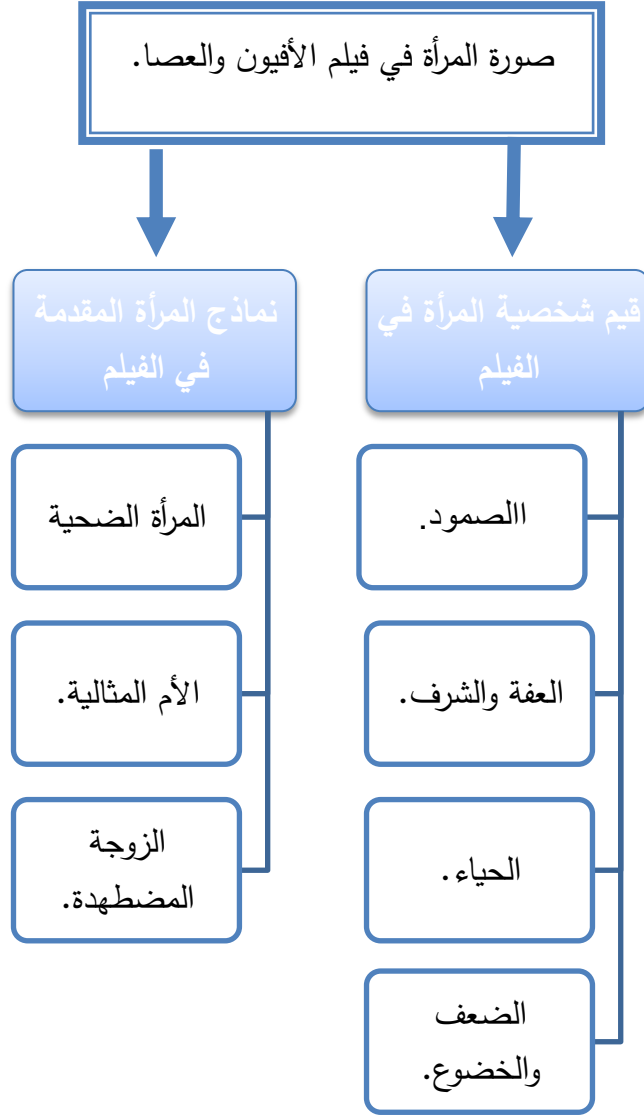 صورة المرأة في فيلم الأفيون والعصا.
قيم شخصية المرأة في
الفيلم
االصمود.
العفة والشرف.
الحياء.
الضعف
والخضوع.
نماذج المرأة المقدمة
في الفيلم
المرأة الضحية
الأم المثالية.
الزوجة
المضطهدة.